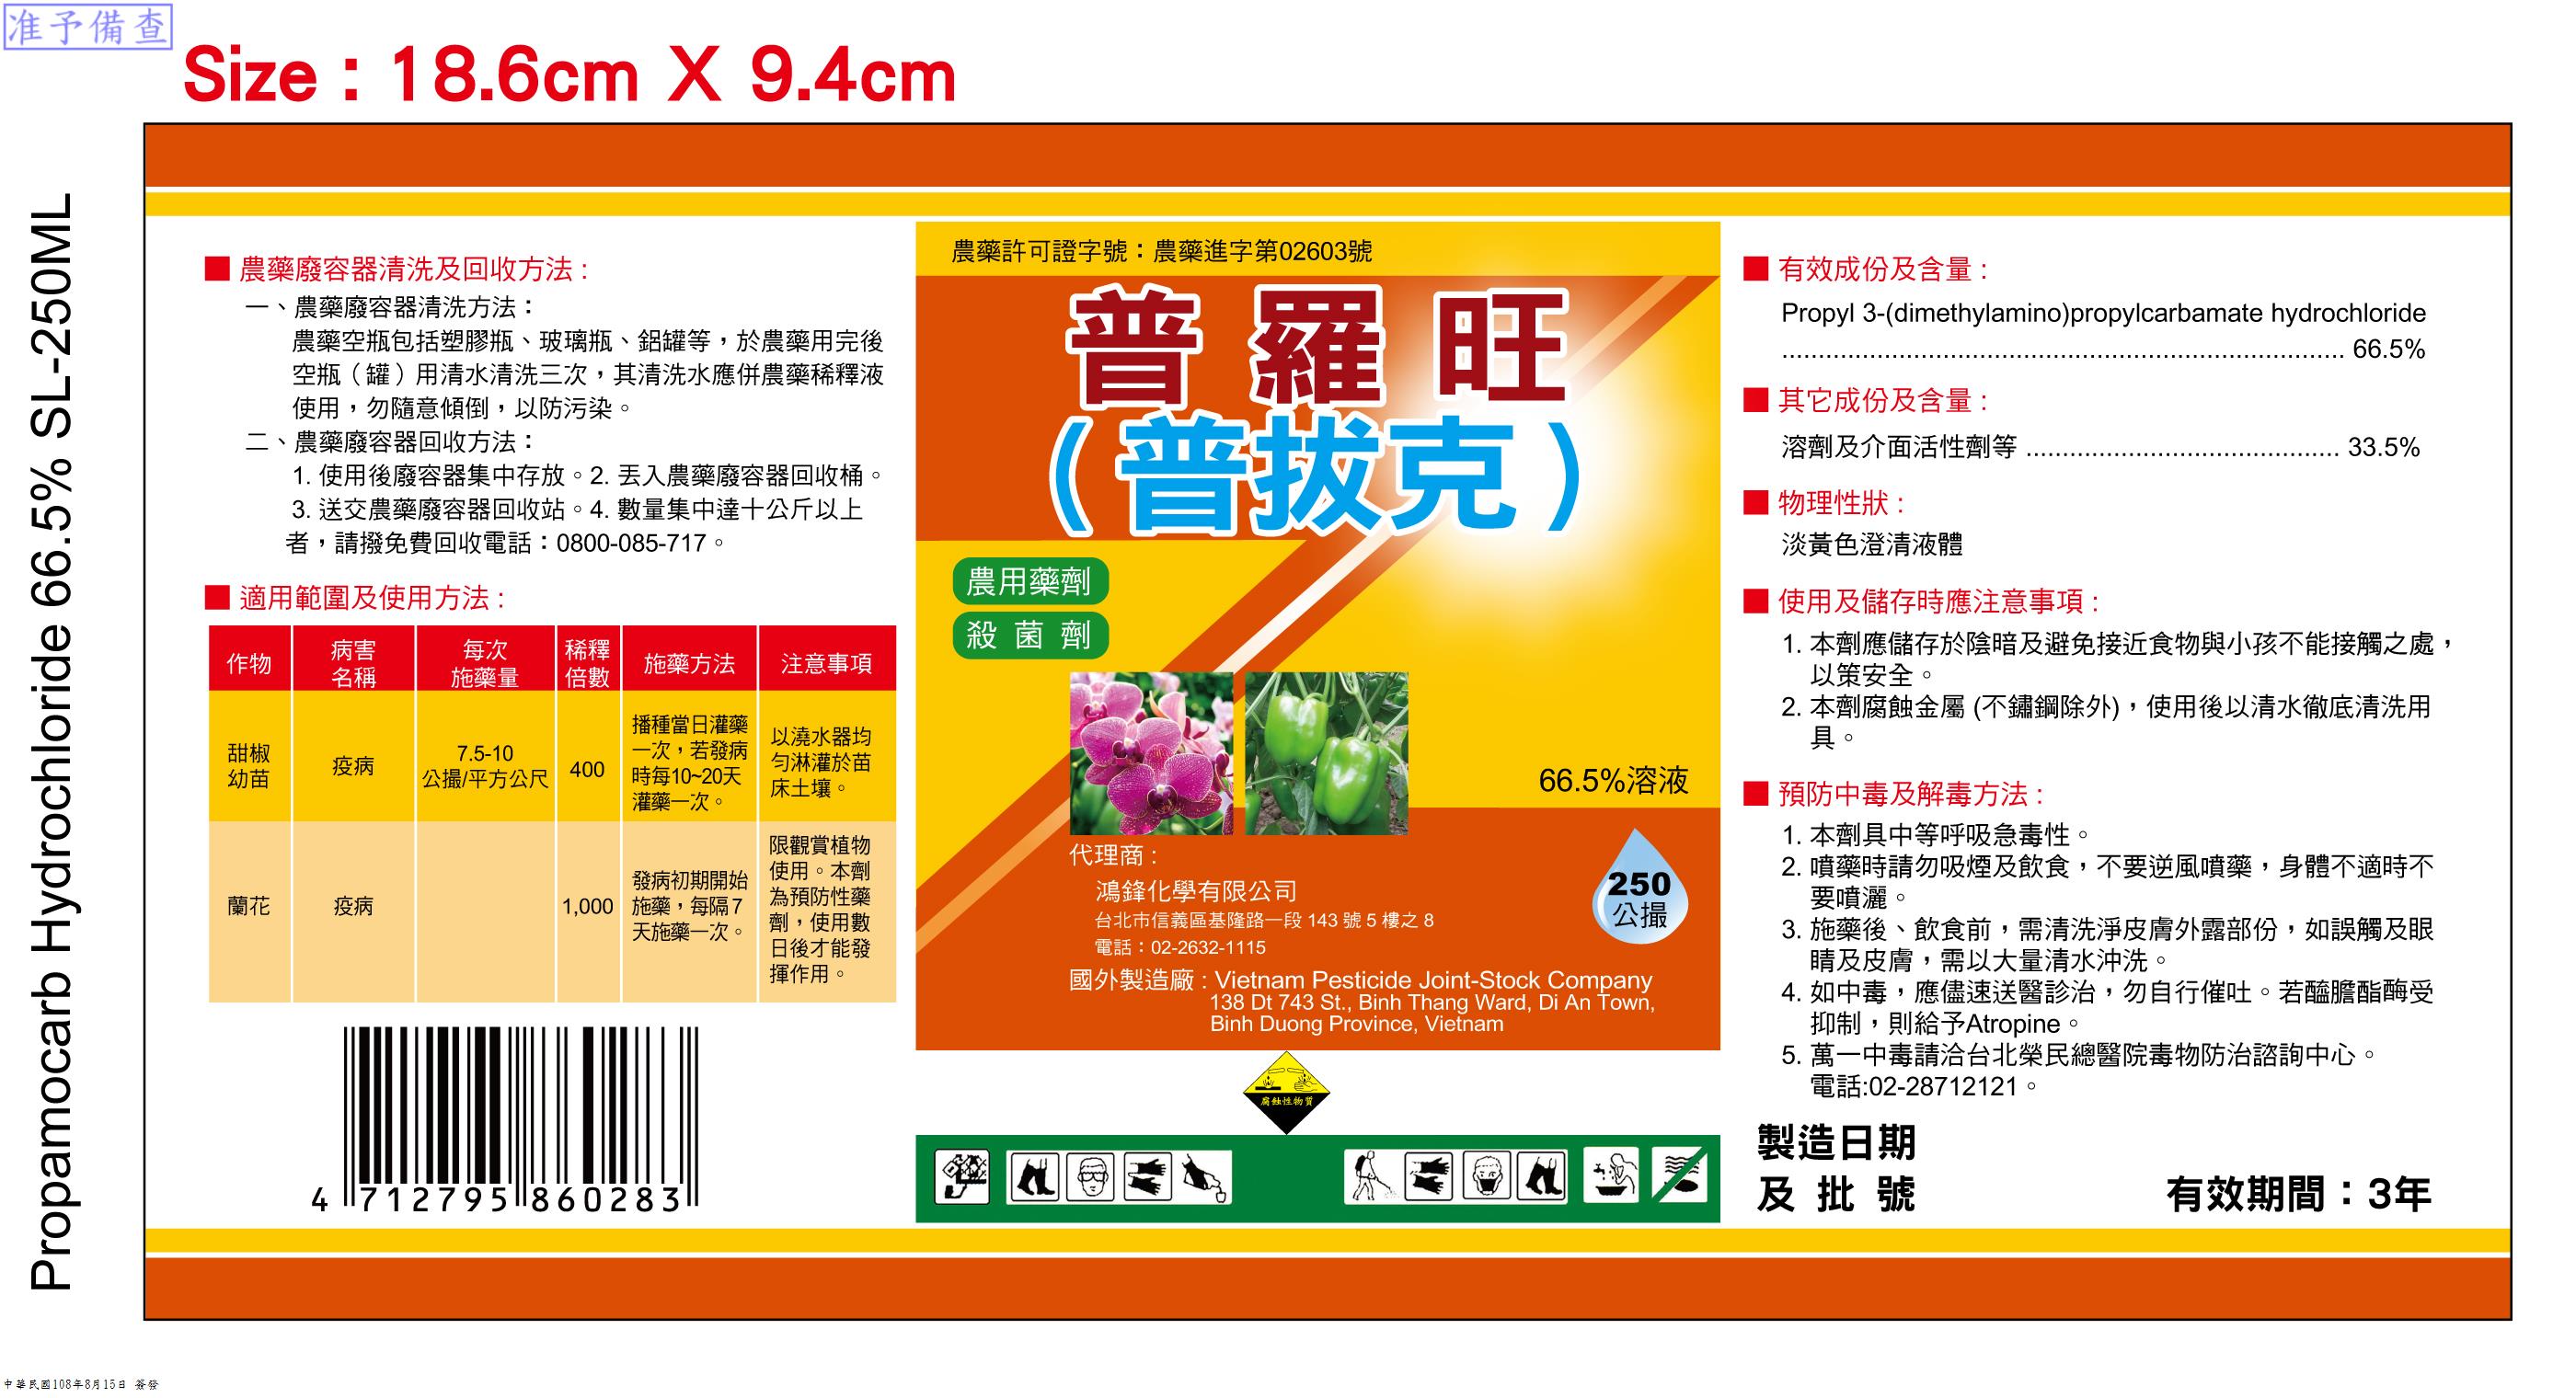 准予備查
Size : 18.6cm X 9.4cm
Propamocarb Hydrochloride 66.5% SL-250ML
■ 農藥廢容器清洗及回收方法 :
一、農藥廢容器清洗方法：
農藥空瓶包括塑膠瓶、玻璃瓶、鋁罐等，於農藥用完後
空瓶（罐）用清水清洗三次，其清洗水應併農藥稀釋液
使用，勿隨意傾倒，以防污染。
二、農藥廢容器回收方法：
1. 使用後廢容器集中存放。2. 丟入農藥廢容器回收桶。
3. 送交農藥廢容器回收站。4. 數量集中達十公斤以上
者，請撥免費回收電話：0800-085-717。
■ 適用範圍及使用方法 :
作物 病害名稱 每次施藥量 稀釋倍數 施藥方法 注意事項
甜椒幼苗 疫病 7.5-10公撮/平方公尺 400 播種當日灌藥一次，若發病時每10~20天灌藥一次。 以澆水器均勻淋灌於苗床土壤。
蘭花 疫病 1,000 發病初期開始施藥，每隔7天施藥一次。 限觀賞植物使用。本劑為預防性藥劑，使用數日後才能發揮作用。
4 712795 860283
農藥許可證字號：農藥進字第02603號
普羅旺
(普拔克)
農用藥劑
殺菌劑
66.5%溶液
250
公撮
代理商 :
鴻鋒化學有限公司
台北市信義區基隆路一段 143 號 5 樓之 8
電話：02-2632-1115
國外製造廠 : Vietnam Pesticide Joint-Stock Company
138 Dt 743 St., Binh Thang Ward, Di An Town,
Binh Duong Province, Vietnam
腐蝕性物質
■ 有效成份及含量 :
Propyl 3-(dimethylamino)propylcarbamate hydrochloride
............................................................................. 66.5%
■ 其它成份及含量 :
溶劑及介面活性劑等 ........................................... 33.5%
■ 物理性狀 :
淡黃色澄清液體
■ 使用及儲存時應注意事項 :
1. 本劑應儲存於陰暗及避免接近食物與小孩不能接觸之處，
以策安全。
2. 本劑腐蝕金屬 (不鏽鋼除外)，使用後以清水徹底清洗用
具。
■ 預防中毒及解毒方法 :
1. 本劑具中等呼吸急毒性。
2. 噴藥時請勿吸煙及飲食，不要逆風噴藥，身體不適時不
要噴灑。
3. 施藥後、飲食前，需清洗淨皮膚外露部份，如誤觸及眼
睛及皮膚，需以大量清水沖洗。
4. 如中毒，應儘速送醫診治，勿自行催吐。若醯膽酯酶受
抑制，則給予Atropine。
5. 萬一中毒請洽台北榮民總醫院毒物防治諮詢中心。
電話:02-28712121。
製造日期
及 批 號
有效期間：3年
中華民國108年8月15日 簽發